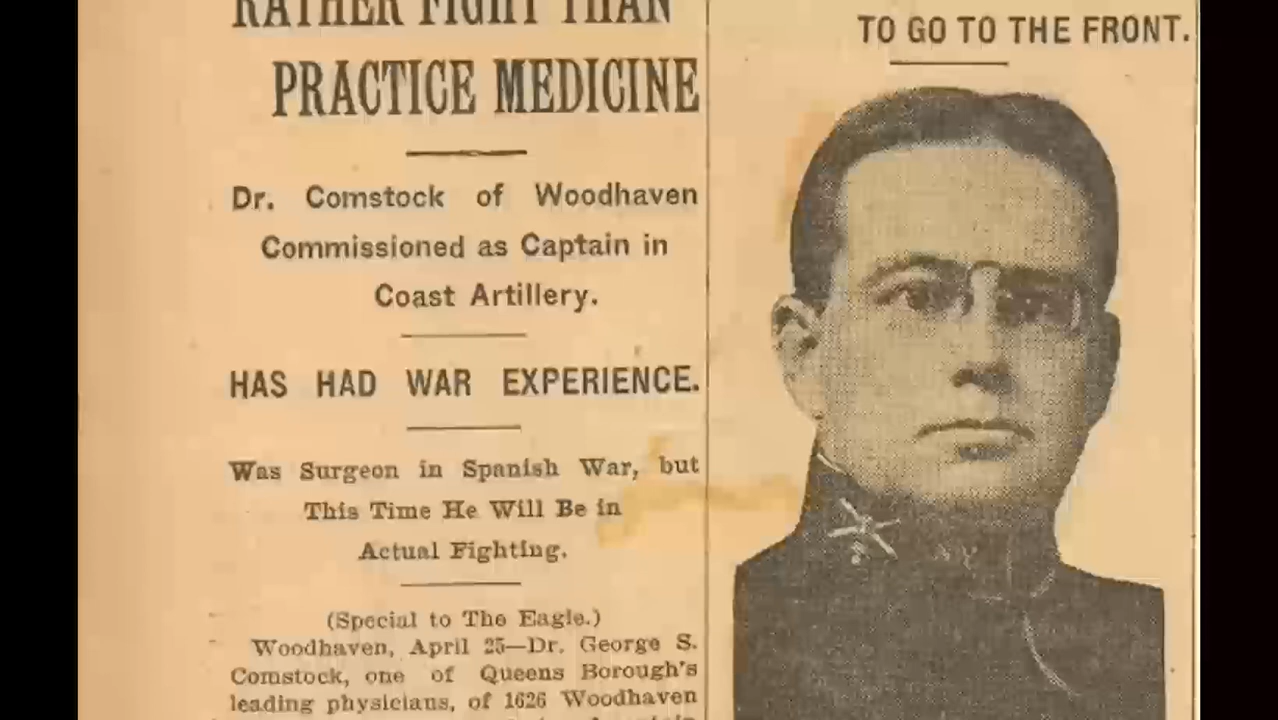 RATHER FIGHT THAN
PRACTICE MEDICINE
Dr. Comstock of Woodhaven
Commissioned as Captain in
Coast Artillery.
HAS HAD WAR EXPERIENCE.
Was Surgeon in Spanish War, but
This Time He Will Be in
Actual Fighting.
(Special to The Eagle.)
Woodhaven, April 25—Dr. George S.
Comstock, one of Queens Borough's
leading physicians, of 1626 Woodhaven
TO GO TO THE FRONT.